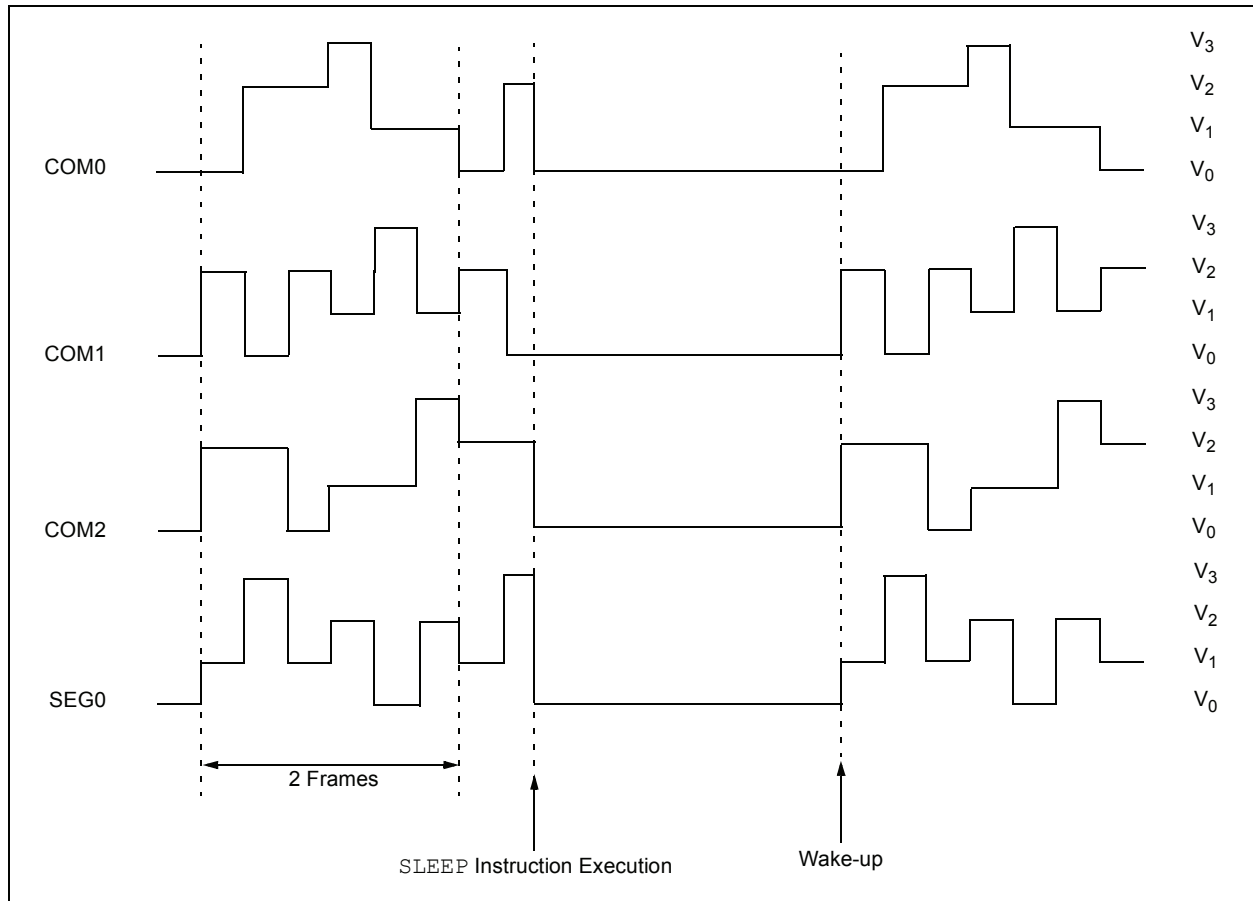 V3
V2
V1
COM0 V0
V3
V2
V1
COM1 V0
V3
V2
V1
COM2 V0
V3
V2
V1
SEG0 V0
2 Frames
SLEEP Instruction Execution
Wake-up